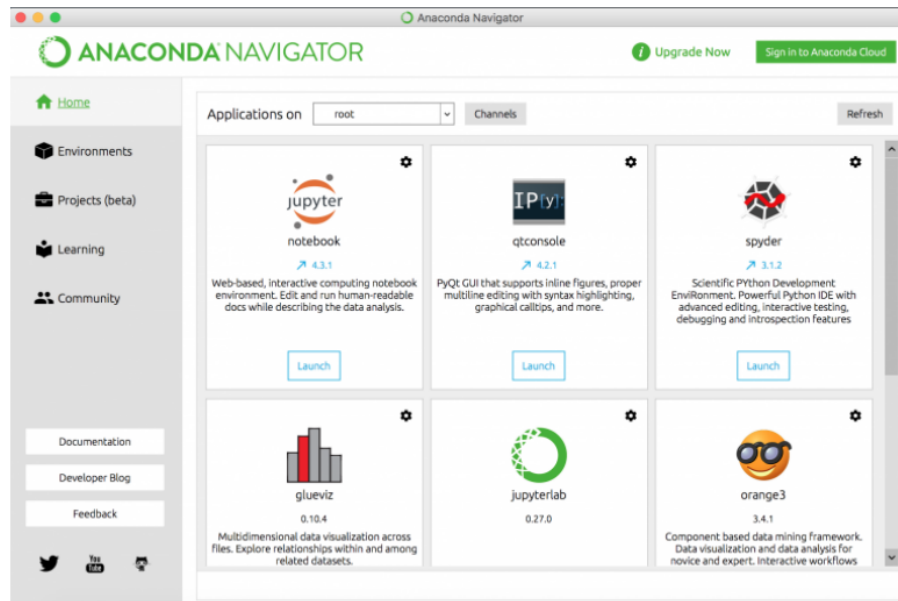 Anaconda Navigator
ANACONDA NAVIGATOR
i Upgrade Now
Sign in to Anaconda Cloud
Home
Environments
Projects (beta)
Learning
Community
Documentation
Developer Blog
Feedback
You
Tube
Applications on
root
Channels
Refresh
jupyter
notebook
4.3.1
Web-based, interactive computing notebook
environment. Edit and run human-readable
docs while describing the data analysis.
Launch
IP[y]:
qtconsole
4.2.1
PyQt GUI that supports inline figures, proper
multiline editing with syntax highlighting,
graphical calltips, and more.
Launch
spyder
3.1.2
Scientific PYthon Development
EnviRonment. Powerful Python IDE with
advanced editing, interactive testing,
debugging and introspection features
Launch
glueviz
0.10.4
Multidimensional data visualization across
files. Explore relationships within and among
related datasets.
jupyterlab
0.27.0
orange3
3.4.1
Component based data mining framework.
Data visualization and data analysis for
novice and expert. Interactive workflows